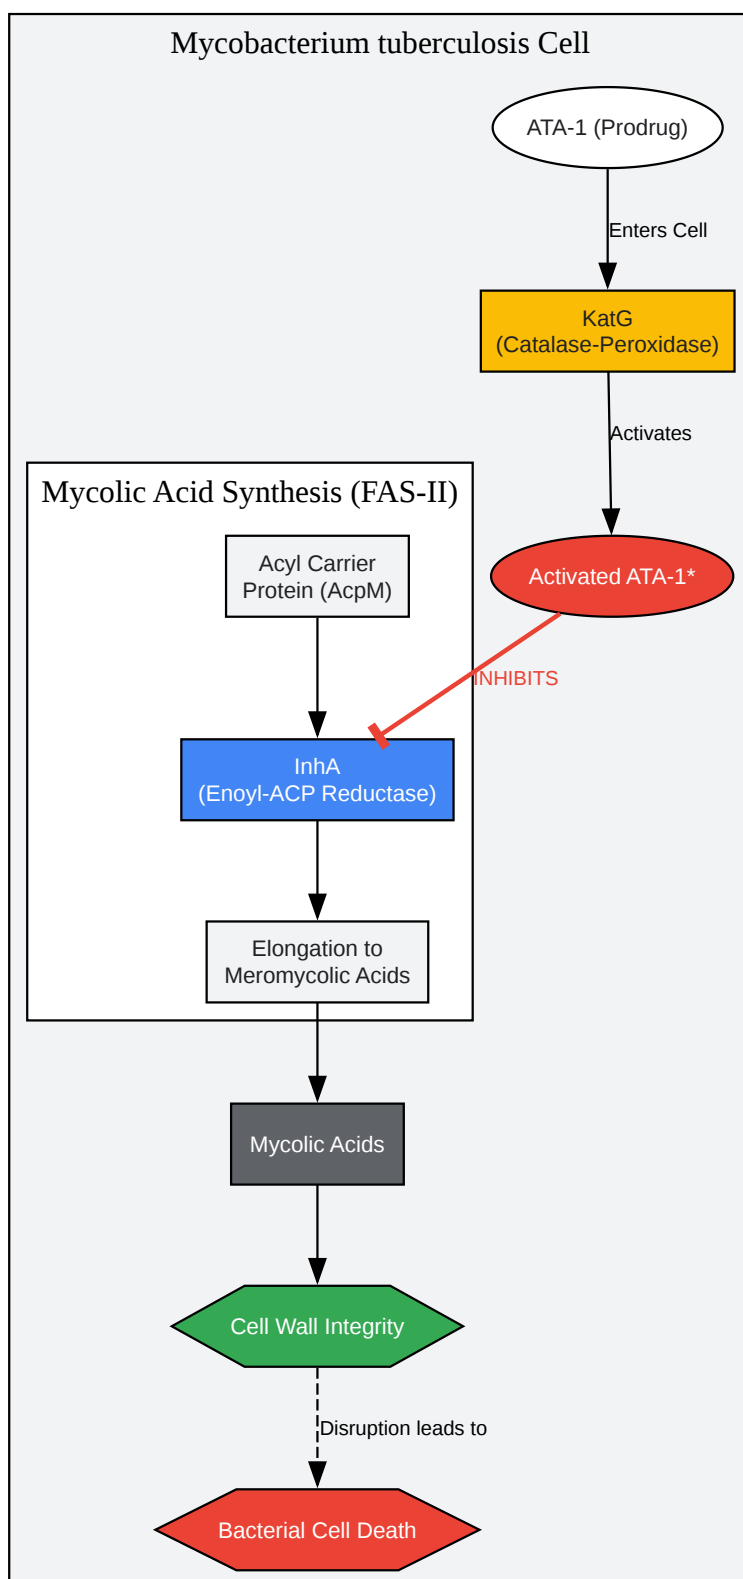 Mycobacterium tuberculosis Cell
ATA-1 (Prodrug)
Enters Cell
KatG
(Catalase-Peroxidase)
Activates
Mycolic Acid Synthesis (FAS-II)
Acyl Carrier
Protein (AcpM)
Activated ATA-1*
INHIBITS
InhA
(Enoyl-ACP Reductase)
Elongation to
Meromycolic Acids
Mycolic Acids
Cell Wall Integrity
Disruption leads to
Bacterial Cell Death